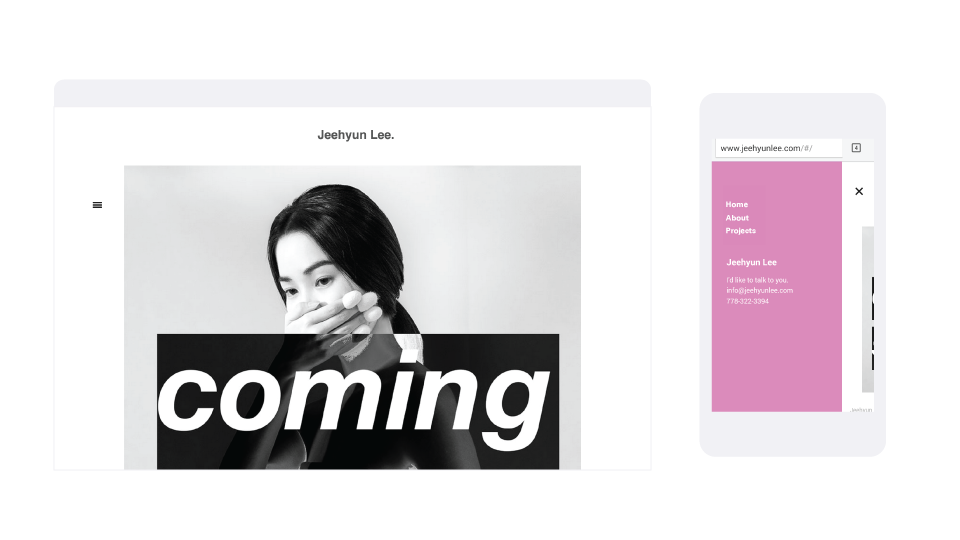 Jeehyun Lee.
coming
www.jeehyunlee.com/#/
4
Home
About
Projects
Jeehyun Lee
I'd like to talk to you.
info@jeehyunlee.com
778-322-3394
Jeehyun